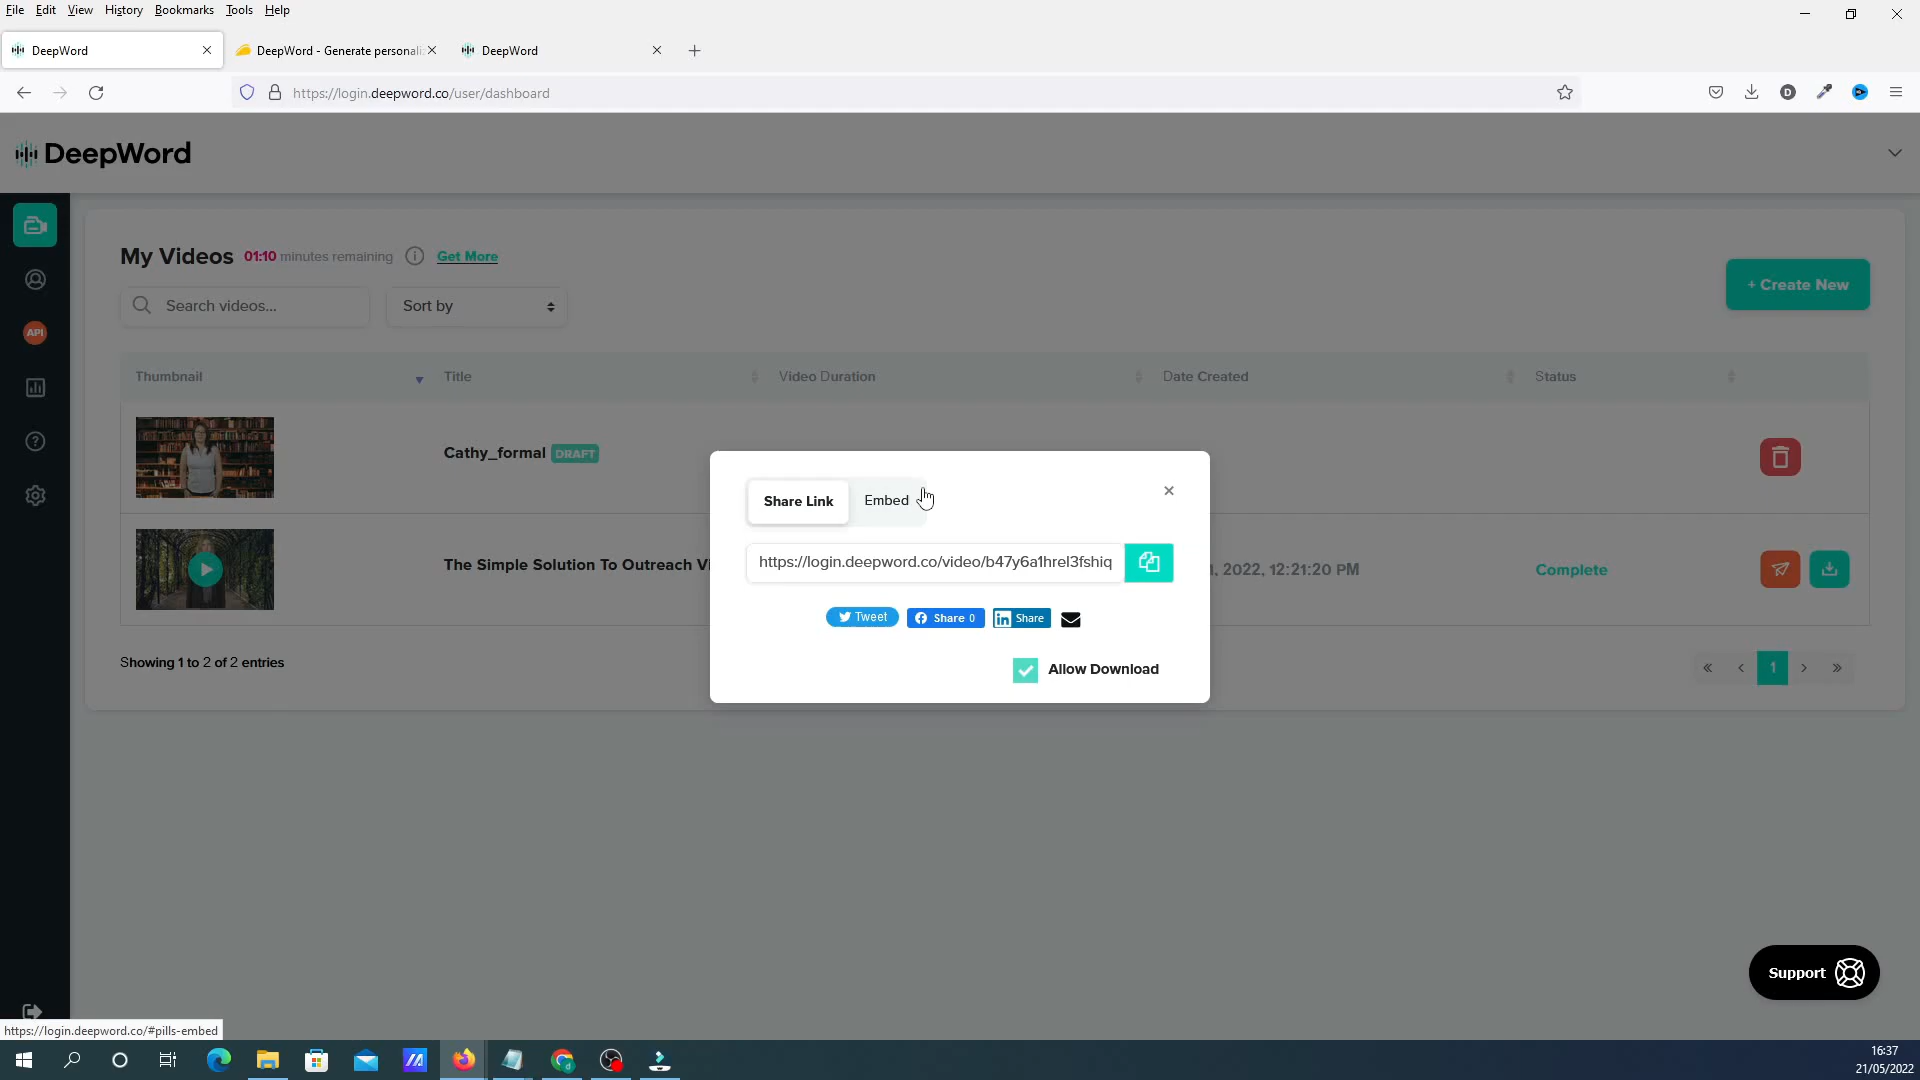 File Edit View History Bookmarks Tools Help
DeepWord
DeepWord - Generate personali
DeepWord
https://login.deepword.co/user/dashboard
DeepWord
My Videos 01:10 minutes remaining Get More
Search videos...
Sort by
+ Create New
Thumbnail Title Video Duration Date Created Status
API
Cathy_formal DRAFT
Share Link Embed
The Simple Solution To Outreach Vi
https://login.deepword.co/video/b47y6a1hrel3fshiq
, 2022, 12:21:20 PM
Complete
Tweet Share 0 Share
Allow Download
Showing 1 to 2 of 2 entries
« ‹ 1 › »
Support
https://login.deepword.co/#pills-embed
16:37
21/05/2022